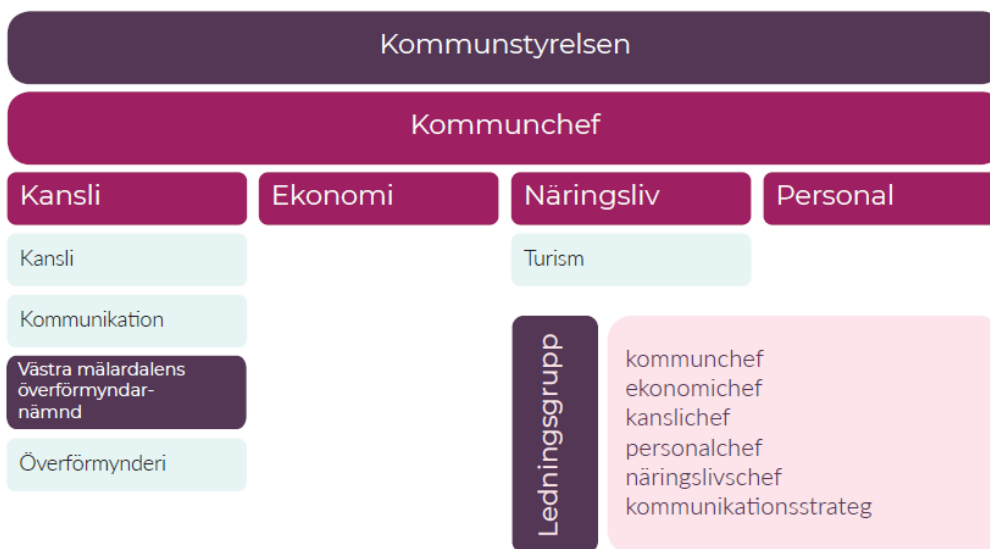 Kommunstyrelsen
Kommunchef
Kansli
Ekonomi
Näringsliv
Personal
Kansli
Turism
Kommunikation
Västra mälardalens
överförmyndar-
nämnd
Överförmynderi
Ledningsgrupp
kommunchef
ekonomichef
kanslichef
personalchef
näringslivschef
kommunikationsstrateg